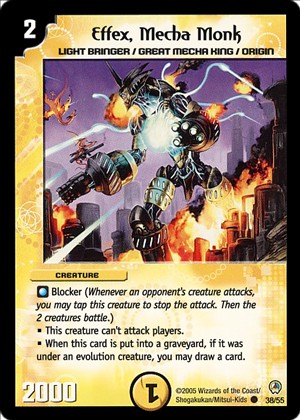 2
Effex, Mecha Monk
LIGHT BRINGER / GREAT MECHA KING / ORIGIN
CREATURE
Blocker (Whenever an opponent's creature attacks,
you may tap this creature to stop the attack. Then the
2 creatures battle.)
• This creature can't attack players.
• When this card is put into a graveyard, if it was
under an evolution creature, you may draw a card.
2000
1
©2005 Wizards of the Coast/
Shogakukan/Mitsui-Kids
38/55